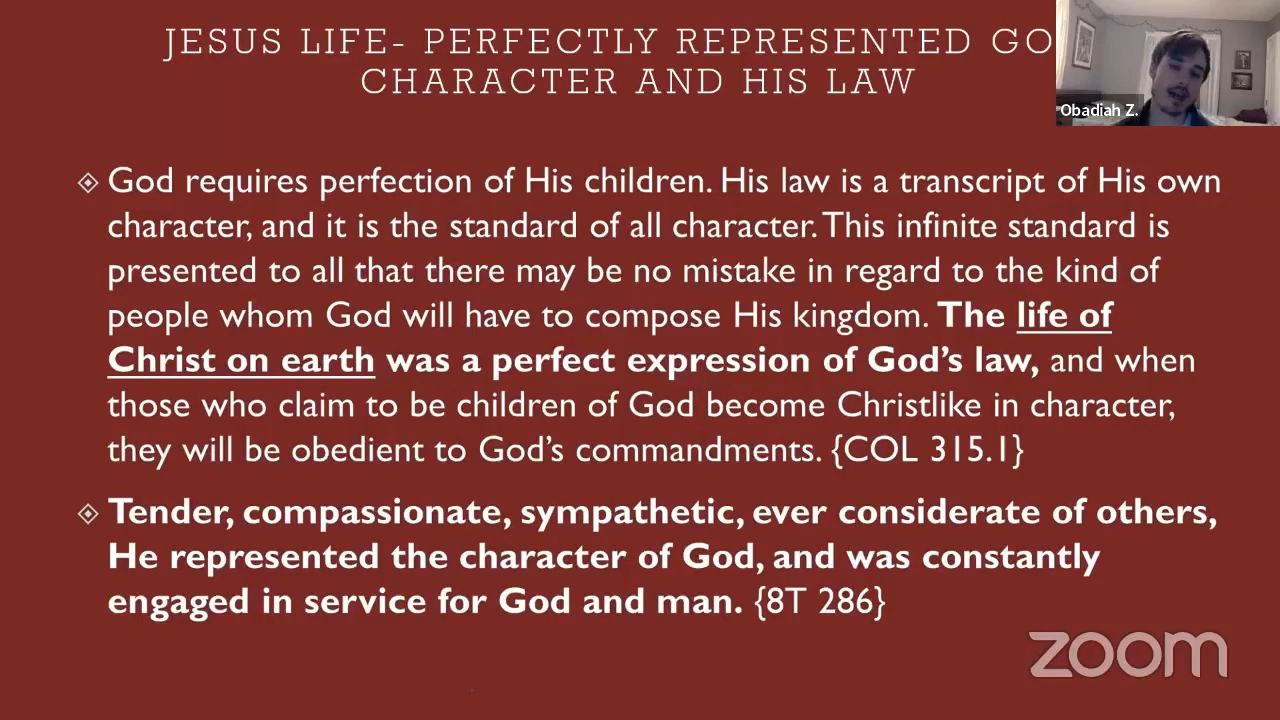 JESUS LIFE- PERFECTLY REPRESENTED GO
CHARACTER AND HIS LAW
Obadiah Z.
God requires perfection of His children. His law is a transcript of His own
character, and it is the standard of all character. This infinite standard is
presented to all that there may be no mistake in regard to the kind of
people whom God will have to compose His kingdom. The life of
Christ on earth was a perfect expression of God’s law, and when
those who claim to be children of God become Christlike in character,
they will be obedient to God’s commandments. {COL 315.1}
Tender, compassionate, sympathetic, ever considerate of others,
He represented the character of God, and was constantly
engaged in service for God and man. {8T 286}
zoom